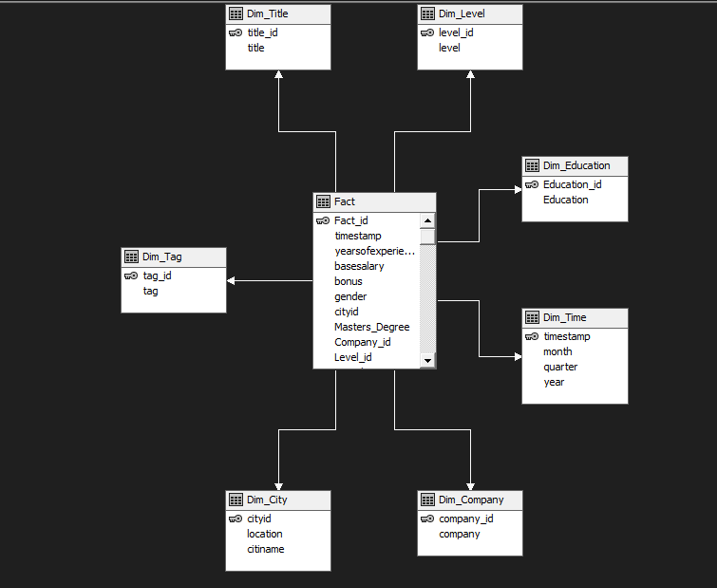 Dim_Title
title_id
title
Dim_Level
level_id
level
Dim_Education
Education_id
Education
Fact
Fact_id
timestamp
yearsofexperie...
basesalary
bonus
gender
cityid
Masters_Degree
Company_id
Level_id
Dim_Tag
tag_id
tag
Dim_Time
timestamp
month
quarter
year
Dim_City
cityid
location
citiname
Dim_Company
company_id
company